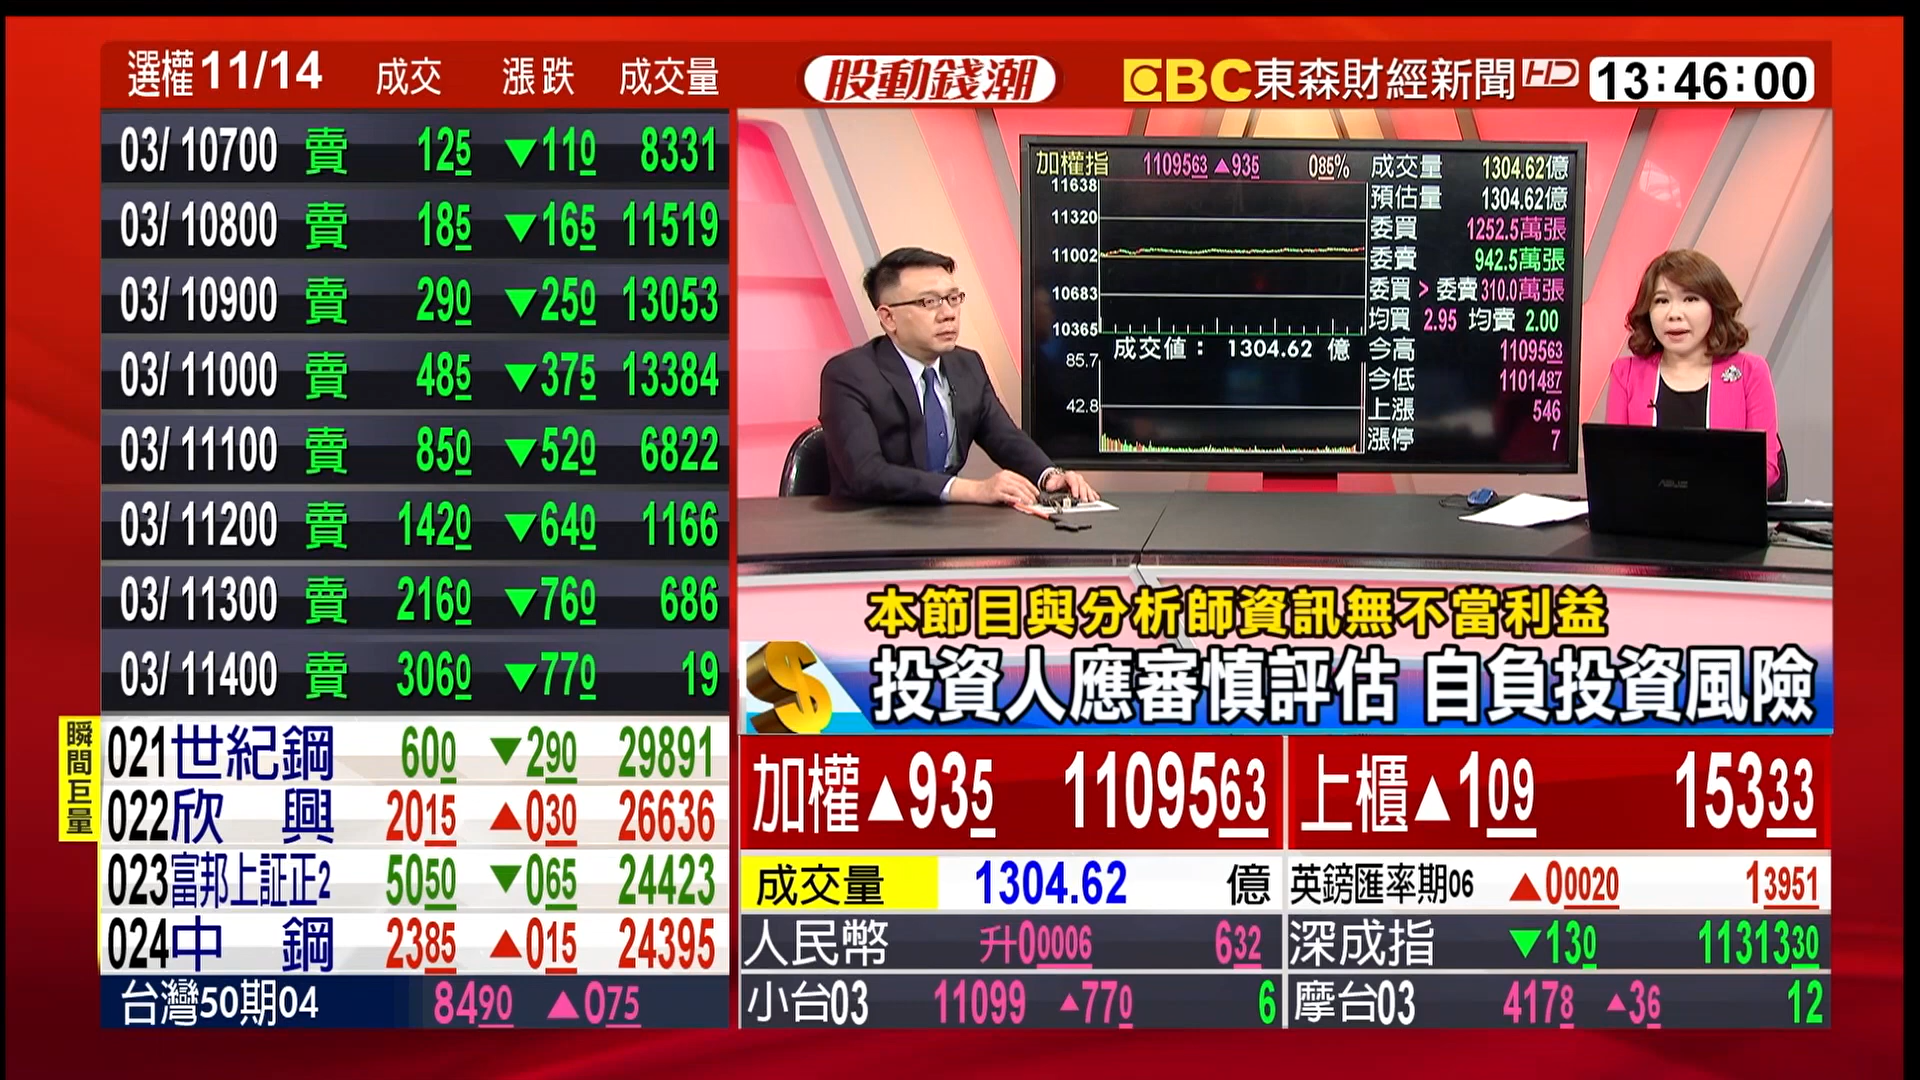 選權11/14 成交 漲跌 成交量
股動錢潮
EBC東森財經新聞HD 13:46:00
03/ 10700 賣 125 ▼110 8331
03/ 10800 賣 185 ▼165 11519
03/ 10900 賣 290 ▼250 13053
03/ 11000 賣 485 ▼375 13384
03/ 11100 賣 850 ▼520 6822
03/ 11200 賣 1420 ▼640 1166
03/ 11300 賣 2160 ▼760 686
03/ 11400 賣 3060 ▼770 19
瞬間巨量
021世紀鋼 600 ▼290 29891
022欣興 2015 ▲030 26636
023富邦上証正2 5050 ▼065 24423
024中鋼 2385 ▲015 24395
台灣50期04 8490 ▲075
加權指 1109563 ▲935 085%
11638
11320
11002
10683
10365
成交値： 1304.62 億
85.7
42.8
成交量 1304.62億
預估量 1304.62億
委買 1252.5萬張
委賣 942.5萬張
委買 > 委賣 310.0萬張
均買 2.95 均賣 2.00
今高 1109563
今低 1101487
上漲 546
漲停 7
ASUS
本節目與分析師資訊無不當利益
投資人應審慎評估 自負投資風險
加權▲935 1109563
上櫃▲109 15333
成交量 1304.62 億
英鎊匯率期06 ▲00020 13951
人民幣 升00006 632
深成指 ▼130 1131330
小台03 11099 ▲770 6
摩台03 4178 ▲36 12